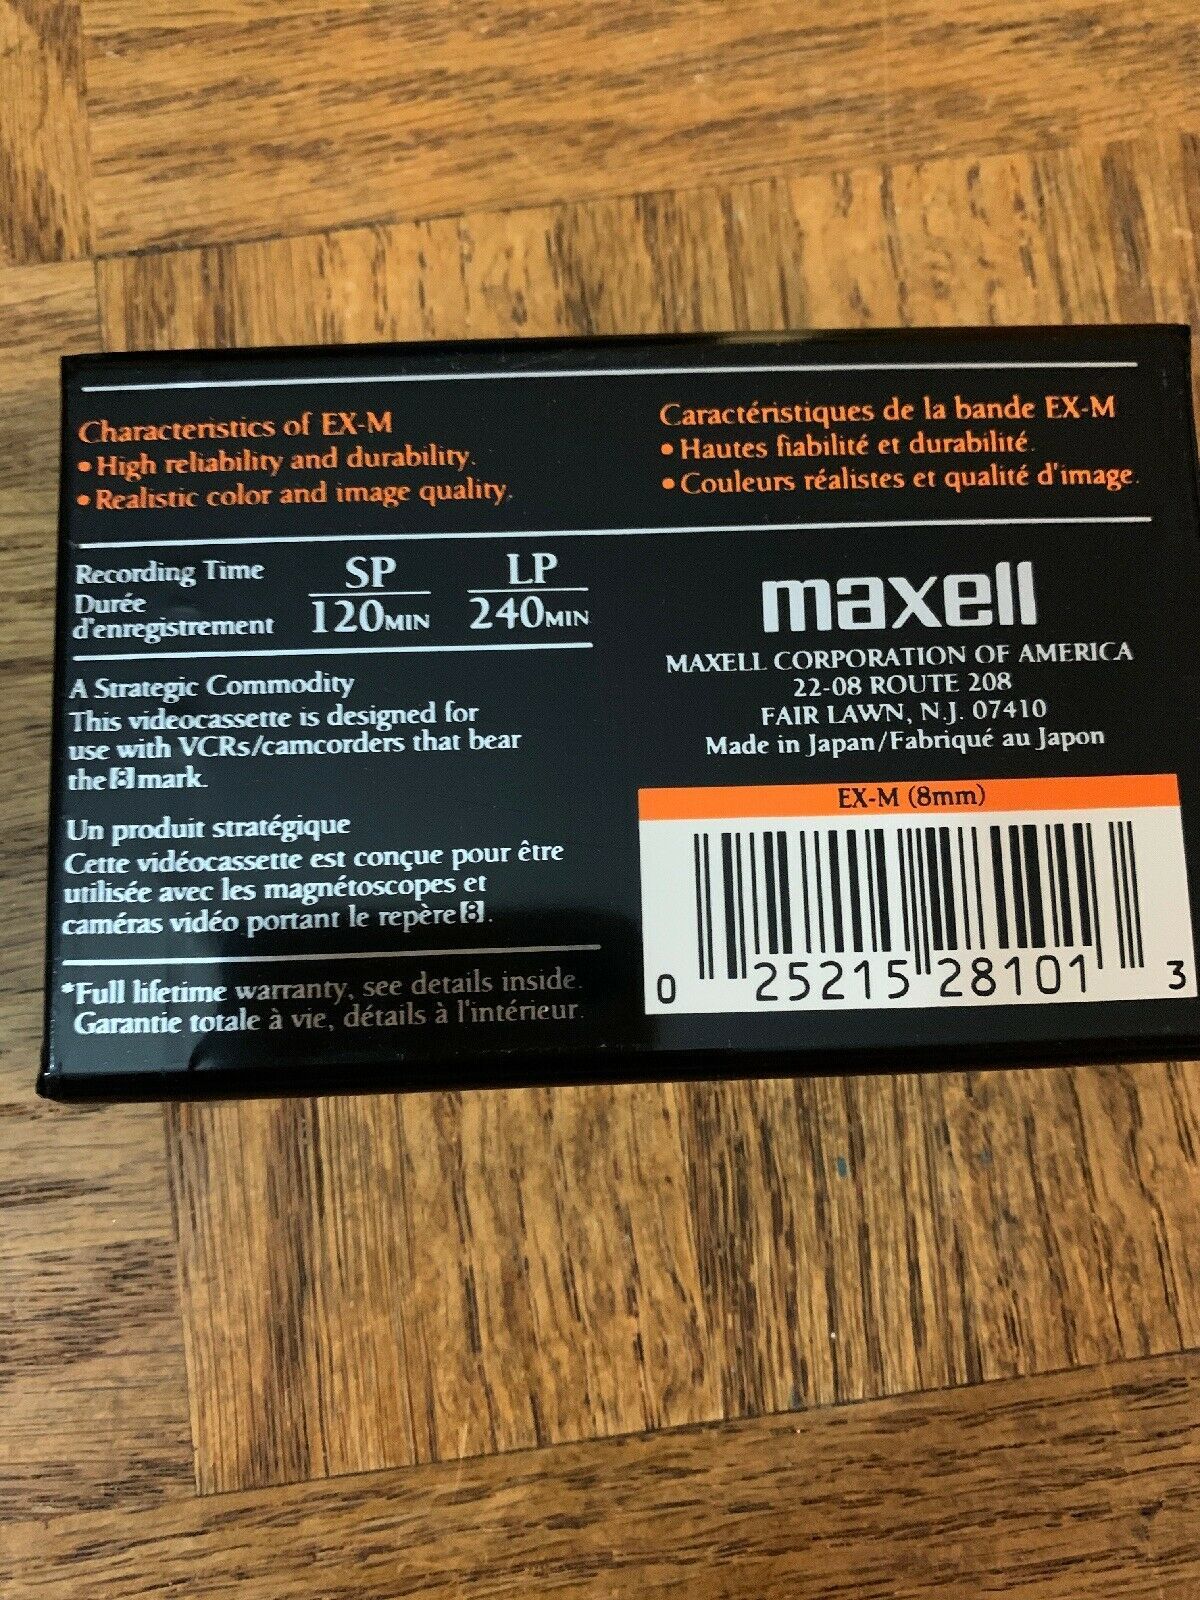 Characteristics of EX-M
• High reliability and durability.
• Realistic color and image quality.
Caractéristiques de la bande EX-M
• Hautes fiabilité et durabilité.
• Couleurs réalistes et qualité d'image.
Recording Time
Durée
d'enregistrement
SP
120MIN
LP
240MIN
A Strategic Commodity
This videocassette is designed for
use with VCRs/camcorders that bear
the 8 mark.
Un produit stratégique
Cette vidéocassette est conçue pour être
utilisée avec les magnétoscopes et
caméras vidéo portant le repère 8.
*Full lifetime warranty, see details inside.
Garantie totale à vie, détails à l'intérieur.
maxell
MAXELL CORPORATION OF AMERICA
22-08 ROUTE 208
FAIR LAWN, N.J. 07410
Made in Japan/Fabriqué au Japon
EX-M (8mm)
0 25215 28101 3